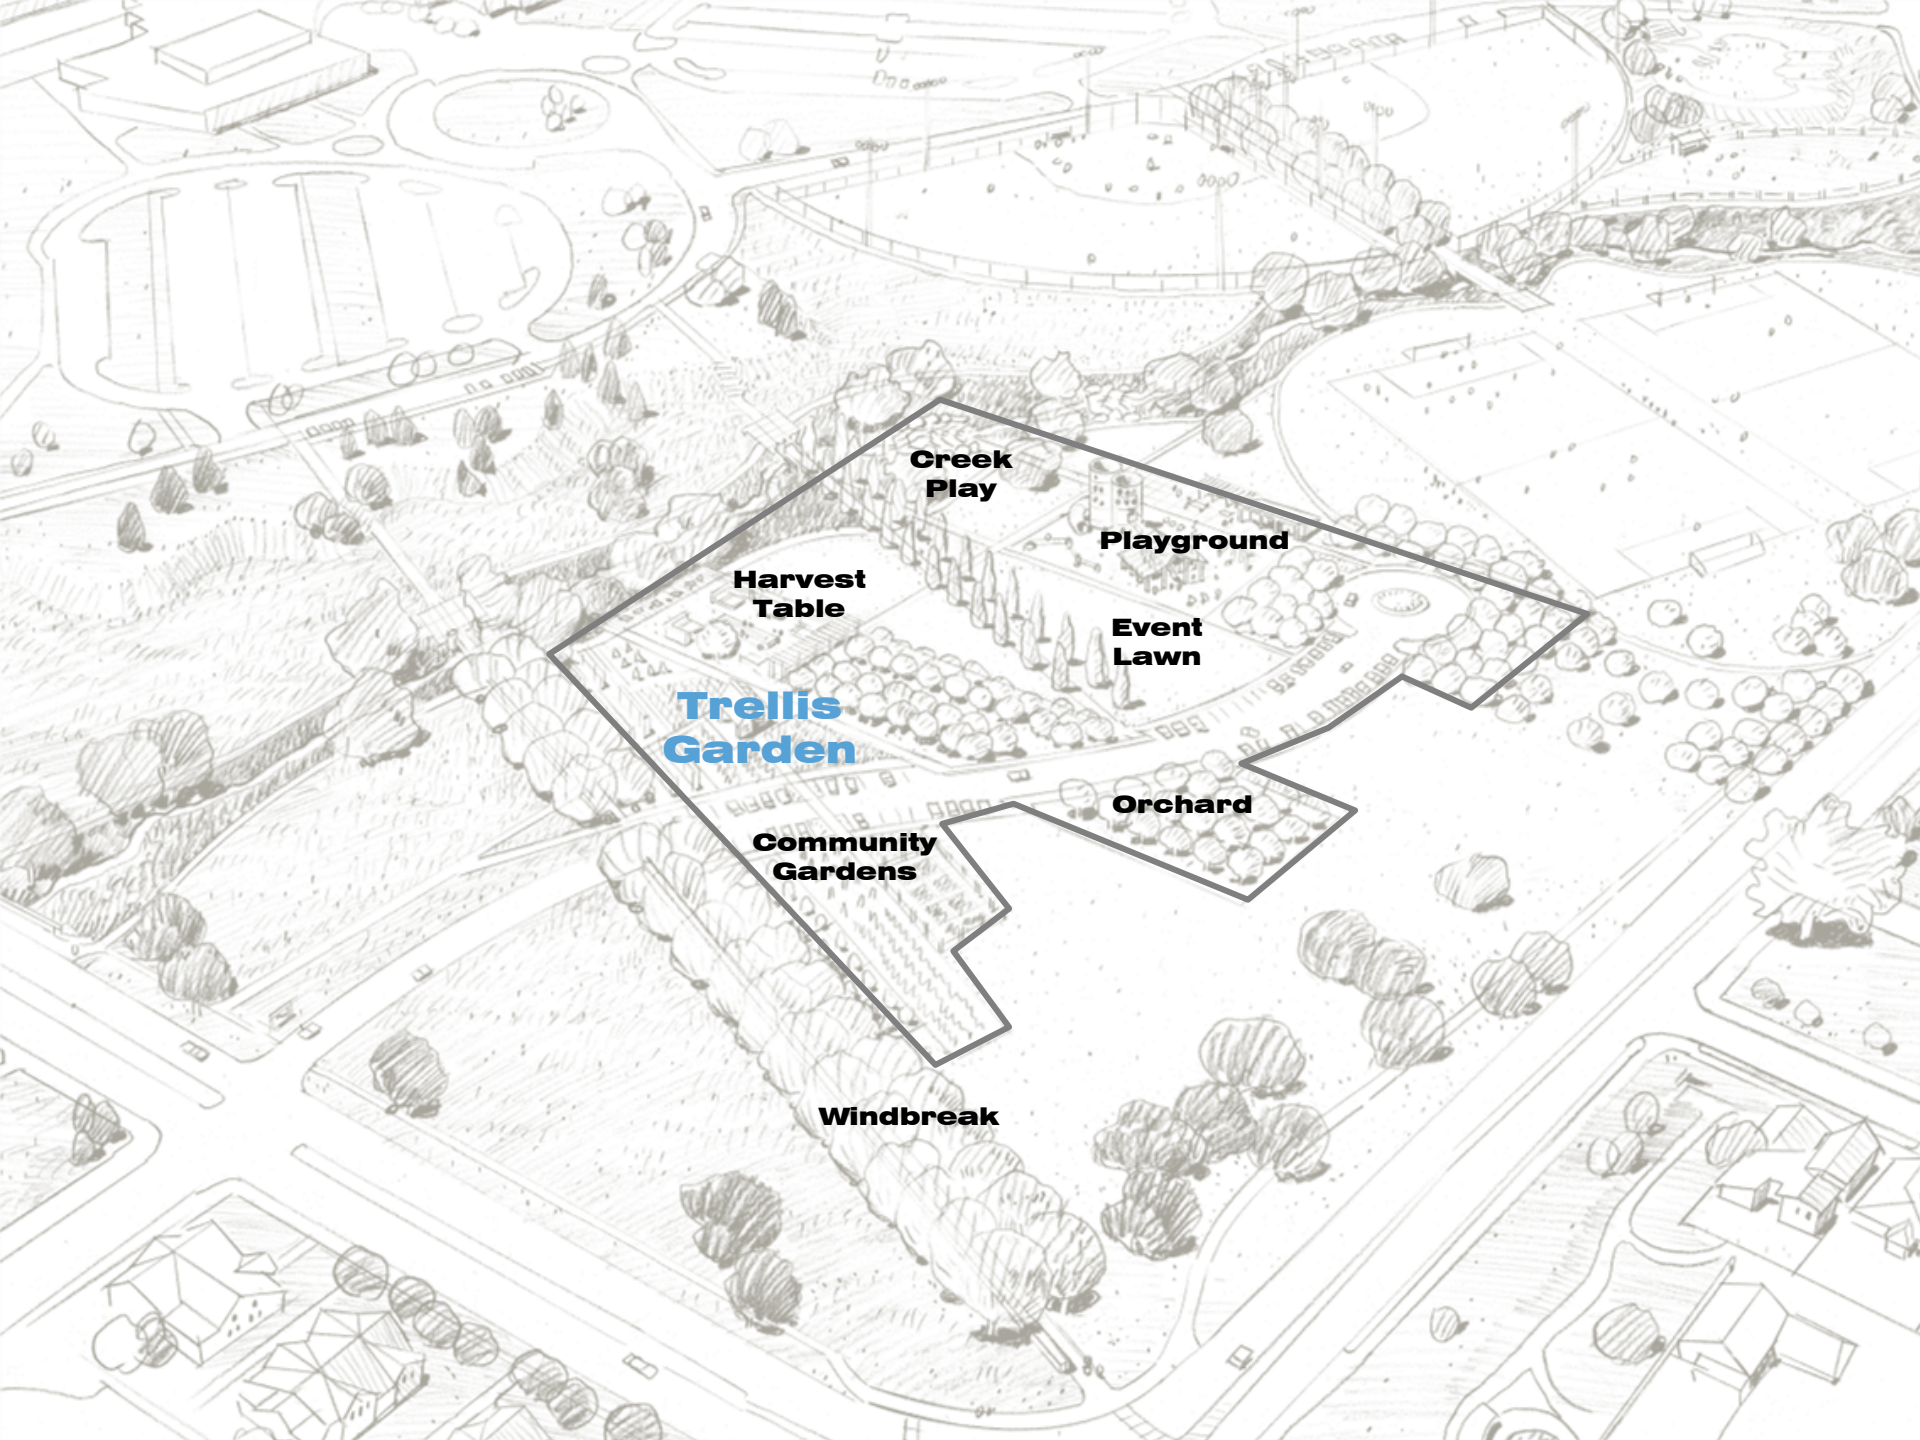 Creek
Play
Playground
Harvest
Table
Event
Lawn
Trellis
Garden
Orchard
Community
Gardens
Windbreak